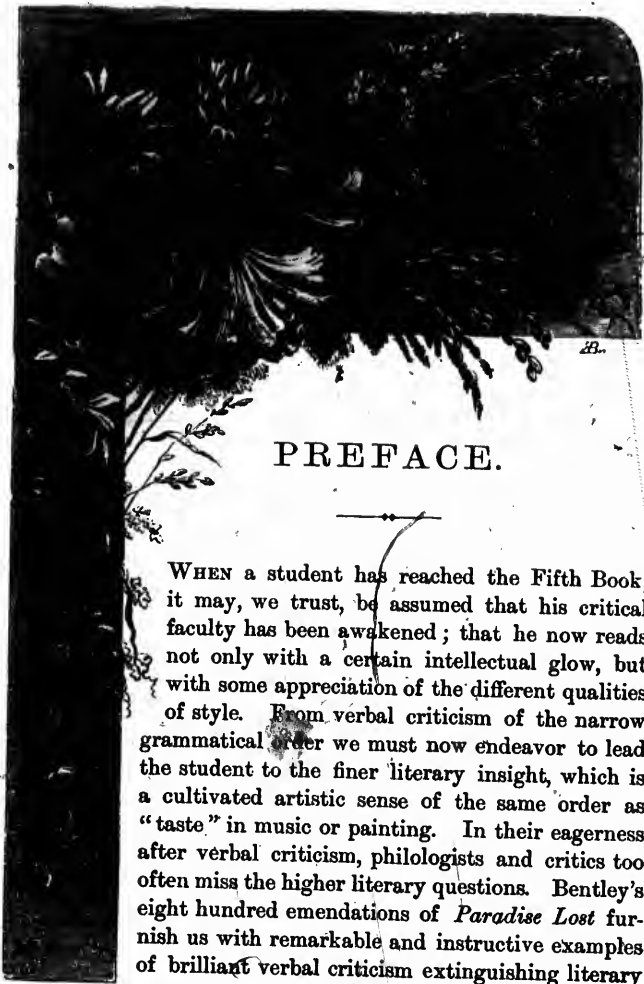 PREFACE.
WHEN a student has reached the Fifth Book
it may, we trust, be assumed that his critical
faculty has been awakened; that he now reads
not only with a certain intellectual glow, but
with some appreciation of the different qualities
of style. From verbal criticism of the narrow
grammatical order we must now endeavor to lead
the student to the finer literary insight, which is
a cultivated artistic sense of the same order as
"taste" in music or painting. In their eagerness
after verbal criticism, philologists and critics too
often miss the higher literary questions. Bentley's
eight hundred emendations of Paradise Lost fur-
nish us with remarkable and instructive examples
of brilliant verbal criticism extinguishing literary